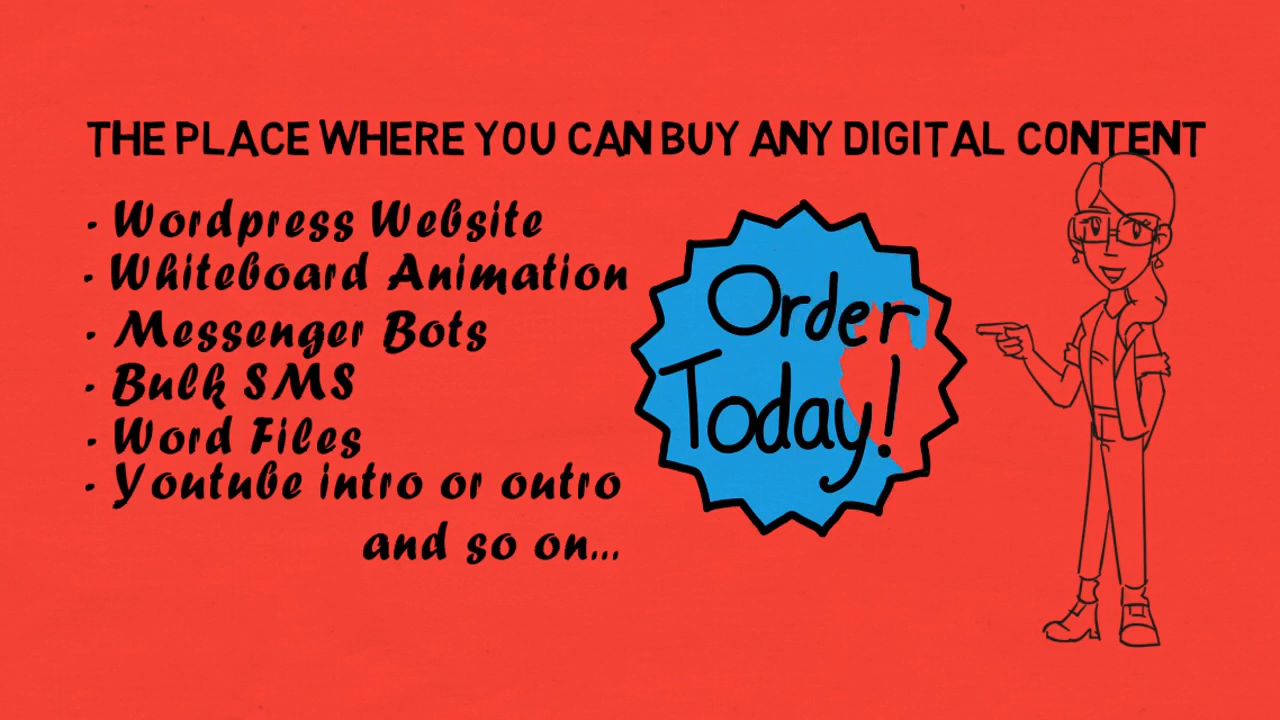 THE PLACE WHERE YOU CAN BUY ANY DIGITAL CONTENT
- Wordpress Website
- Whiteboard Animation
- Messenger Bots
- Bulk SMS
- Word Files
- Youtube intro or outro
and so on...
Order
Today!